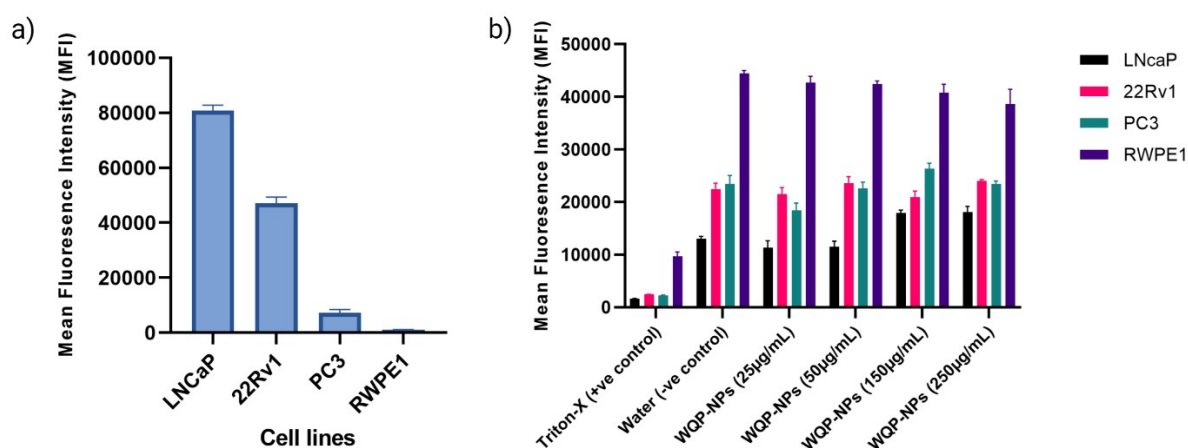 a)
Mean Fluoresence Intensity (MFI)
100000
80000
60000
40000
20000
0
LNCaP
22Rv1
PC3
RWPE1
Cell lines
b)
Mean Fluoresence Intensity (MFI)
50000
40000
30000
20000
10000
0
Triton-X (+ve control)
Water (-ve control)
WQP-NPs (25µg/mL)
WQP-NPs (50µg/mL)
WQP-NPs (150µg/mL)
WQP-NPs (250µg/mL)
LNcaP
22Rv1
PC3
RWPE1